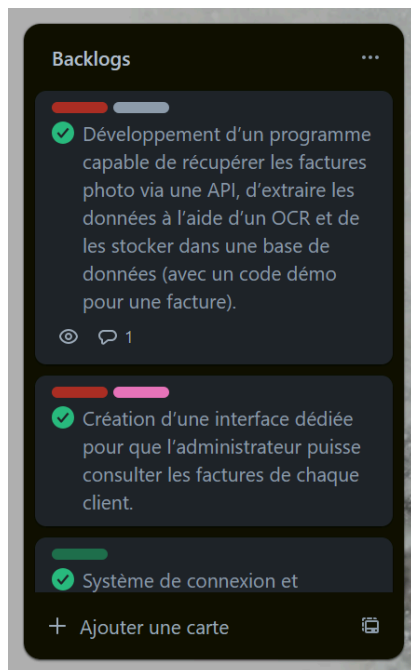 Backlogs
Développement d’un programme
capable de récupérer les factures
photo via une API, d’extraire les
données à l’aide d’un OCR et de
les stocker dans une base de
données (avec un code démo
pour une facture).
1
Création d’une interface dédiée
pour que l’administrateur puisse
consulter les factures de chaque
client.
Système de connexion et
Ajouter une carte